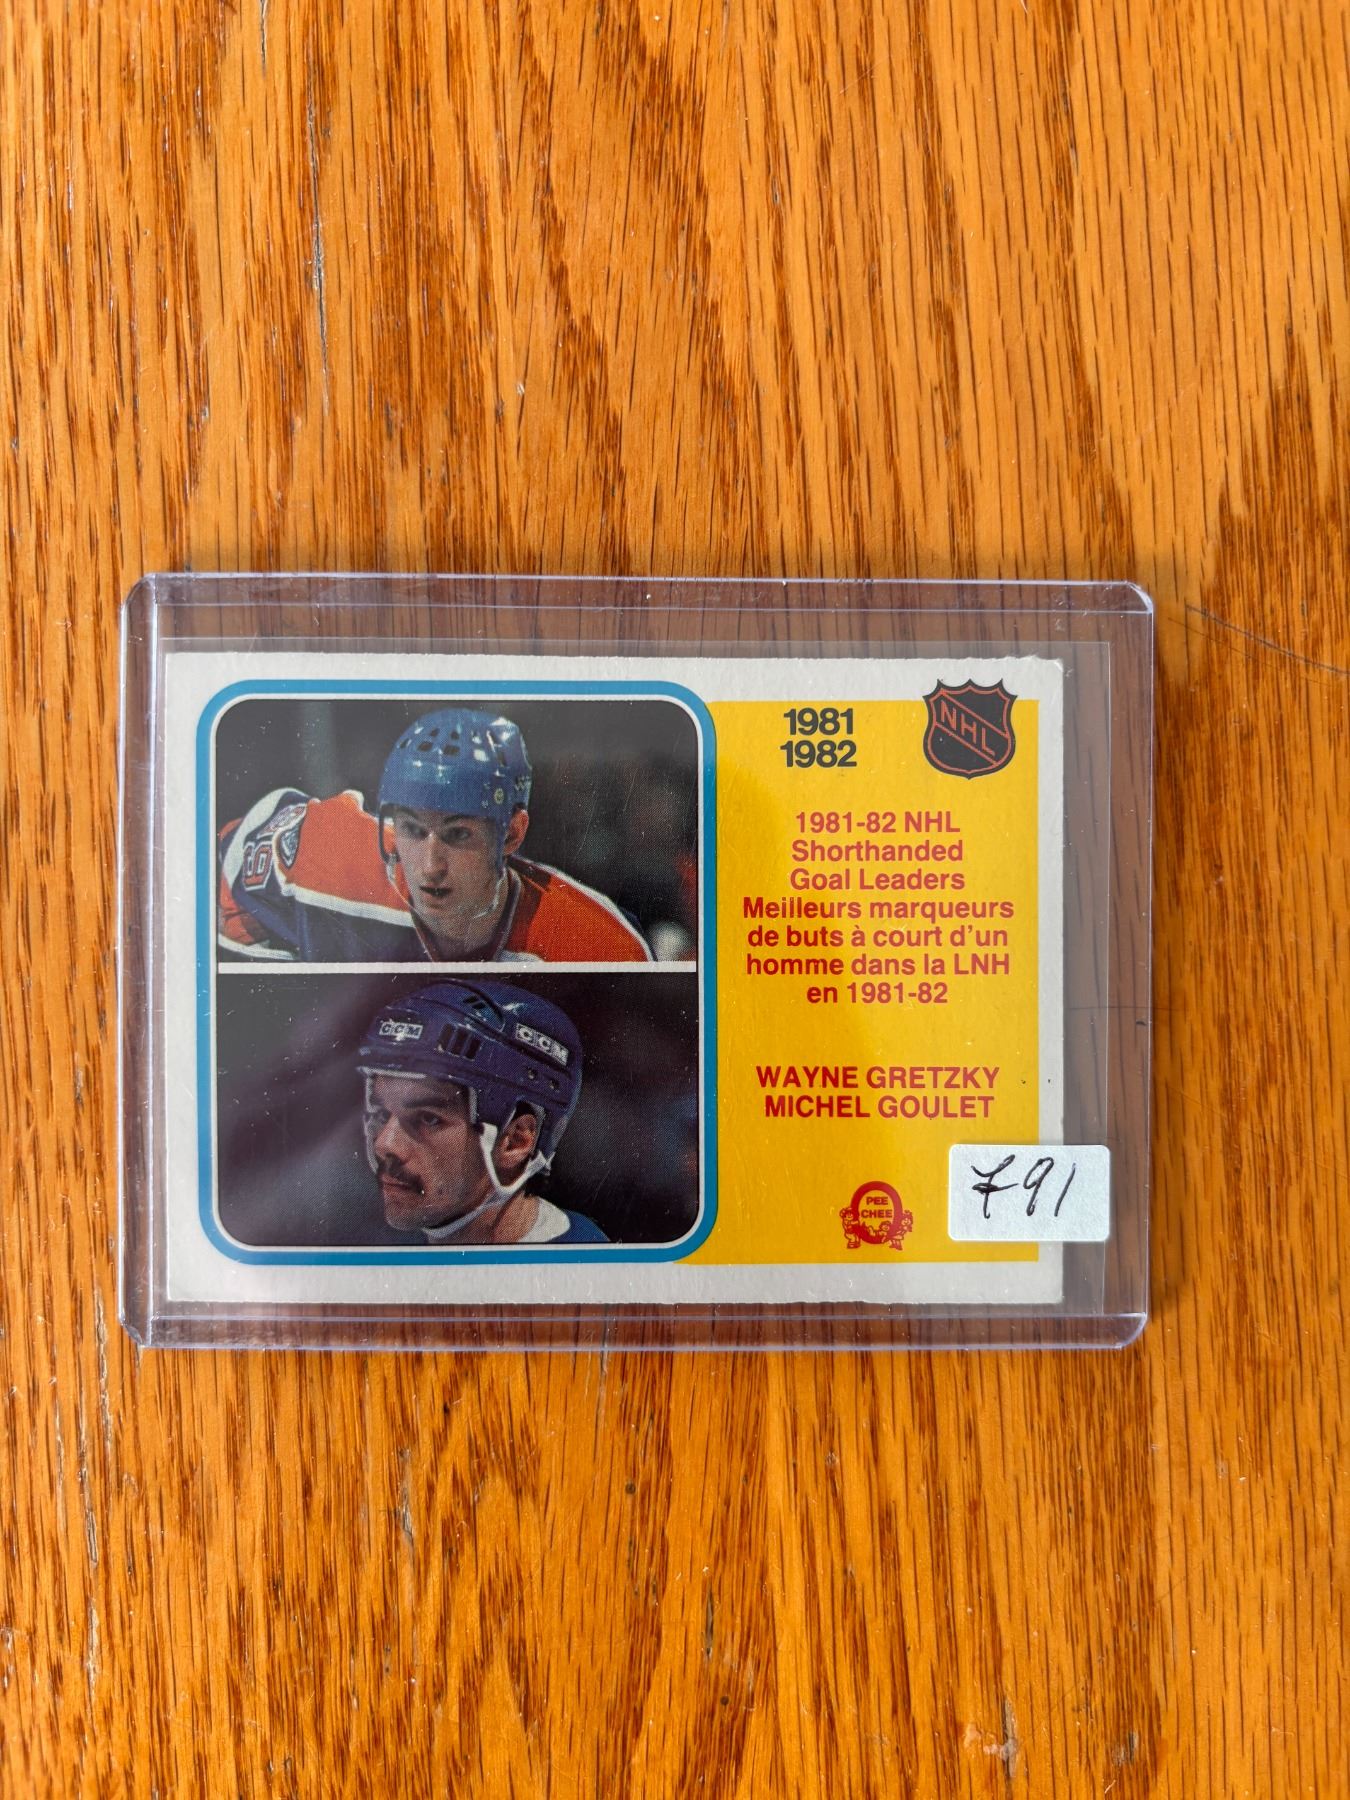 1981
1982
NHL
1981-82 NHL
Shorthanded
Goal Leaders
Meilleurs marqueurs
de buts à court d'un
homme dans la LNH
en 1981-82
WAYNE GRETZKY
MICHEL GOULET
PEE
CHEE
791
CCM
CCM